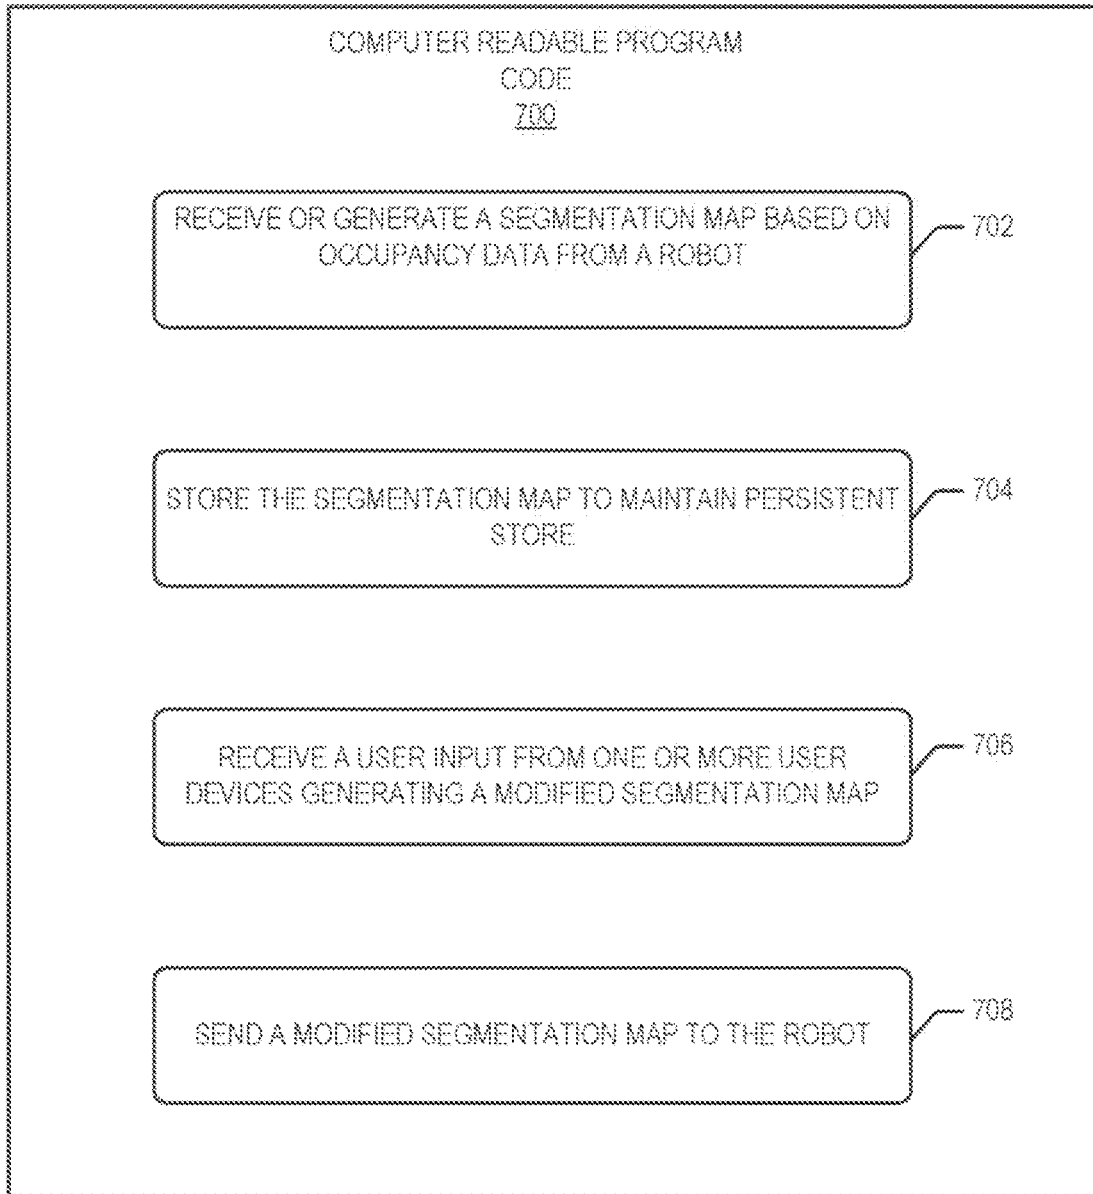 COMPUTER READABLE PROGRAM
CODE
700
RECEIVE OR GENERATE A SEGMENTATION MAP BASED ON
OCCUPANCY DATA FROM A ROBOT
702
STORE THE SEGMENTATION MAP TO MAINTAIN PERSISTENT
STORE
704
RECEIVE A USER INPUT FROM ONE OR MORE USER
DEVICES GENERATING A MODIFIED SEGMENTATION MAP
706
SEND A MODIFIED SEGMENTATION MAP TO THE ROBOT
708